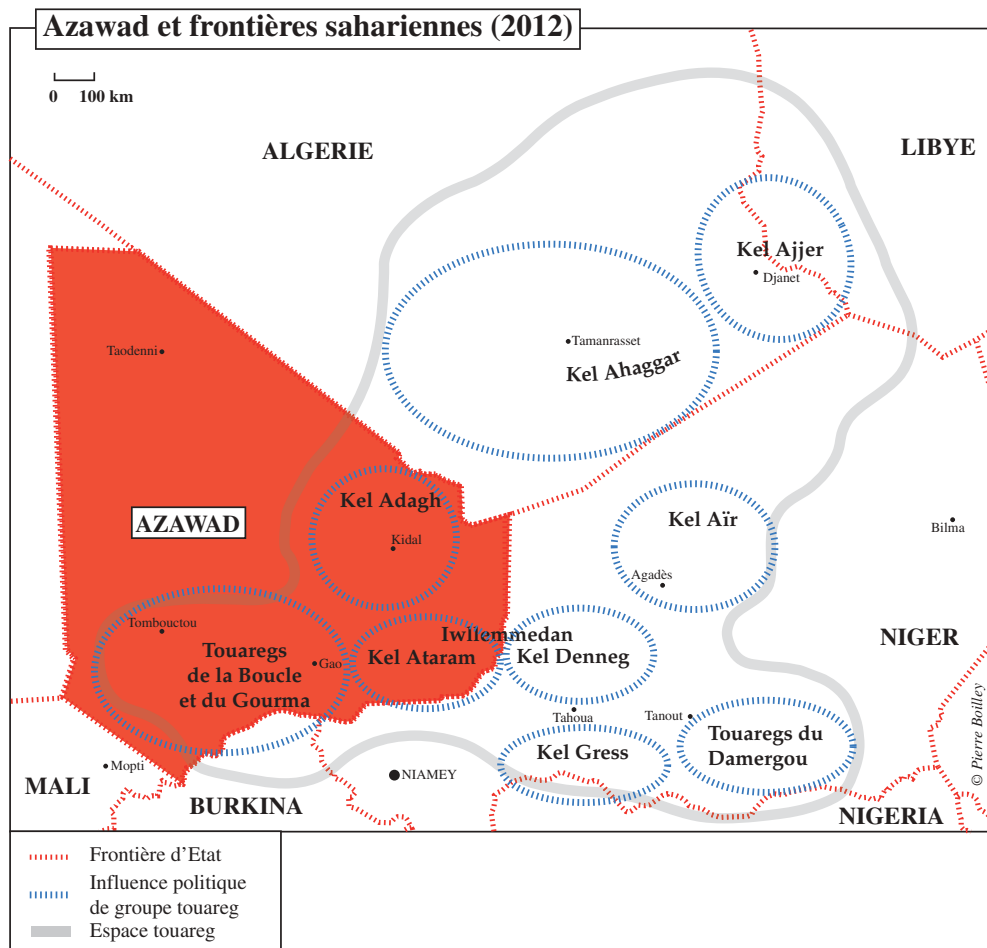 Azawad et frontières sahariennes (2012)
0 100 km
ALGERIE
LIBYE
Kel Ajjer
Djanet
Taodenni
Tamanrasset
Kel Ahaggar
Kel Adagh
AZAWAD
Kidal
Kel Aïr
Bilma
Agadès
Tombouctou
Iwllemmedan
NIGER
Touaregs
de la Boucle
et du Gourma
Gao
Kel Ataram
Kel Denneg
Tahoua
Tanout
Touaregs du
Damergou
Kel Gress
Mopti
NIAMEY
MALI
BURKINA
NIGERIA
© Pierre Boilley
Frontière d'Etat
Influence politique
de groupe touareg
Espace touareg